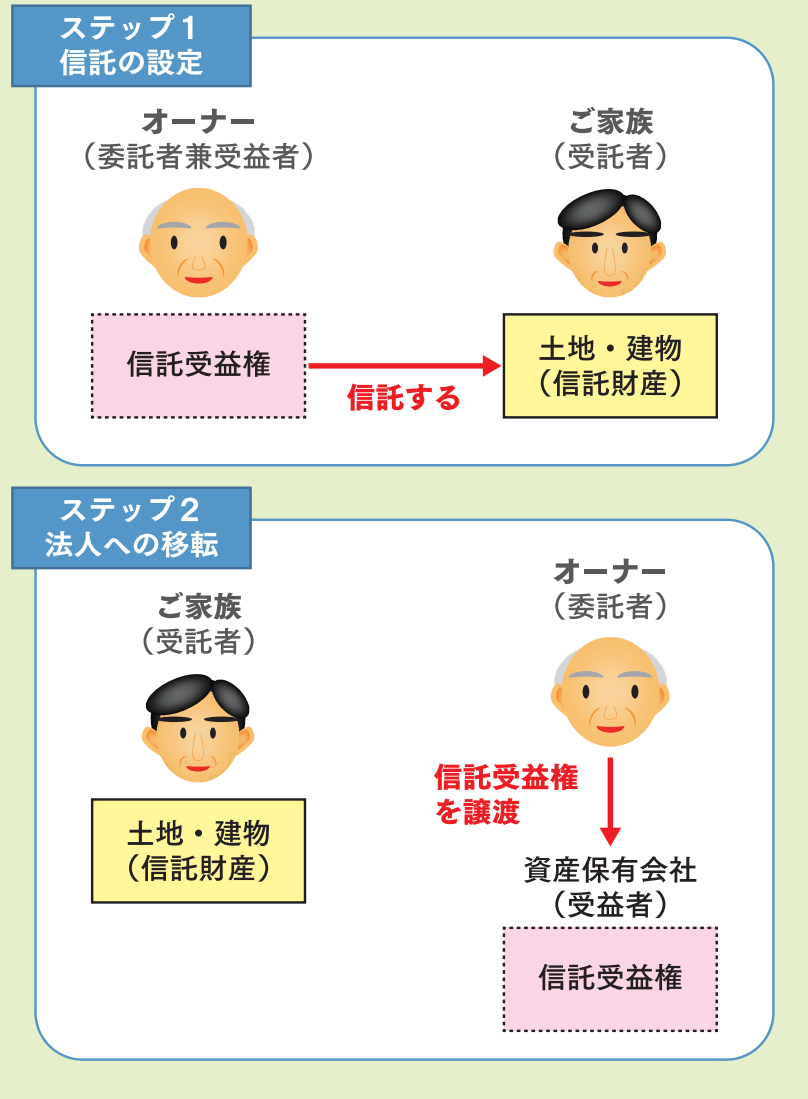 ステップ1
信託の設定
オーナー
（委託者兼受益者）
ご家族
（受託者）
信託受益権
信託する
土地・建物
（信託財産）
ステップ2
法人への移転
ご家族
（受託者）
土地・建物
（信託財産）
オーナー
（委託者）
信託受益権
を譲渡
資産保有会社
（受益者）
信託受益権